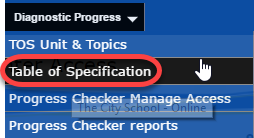 Diagnostic Progress
TOS Unit & Topics
Table of Specification
Progress Checker Manage Access
The City School - Online
Progress Checker reports